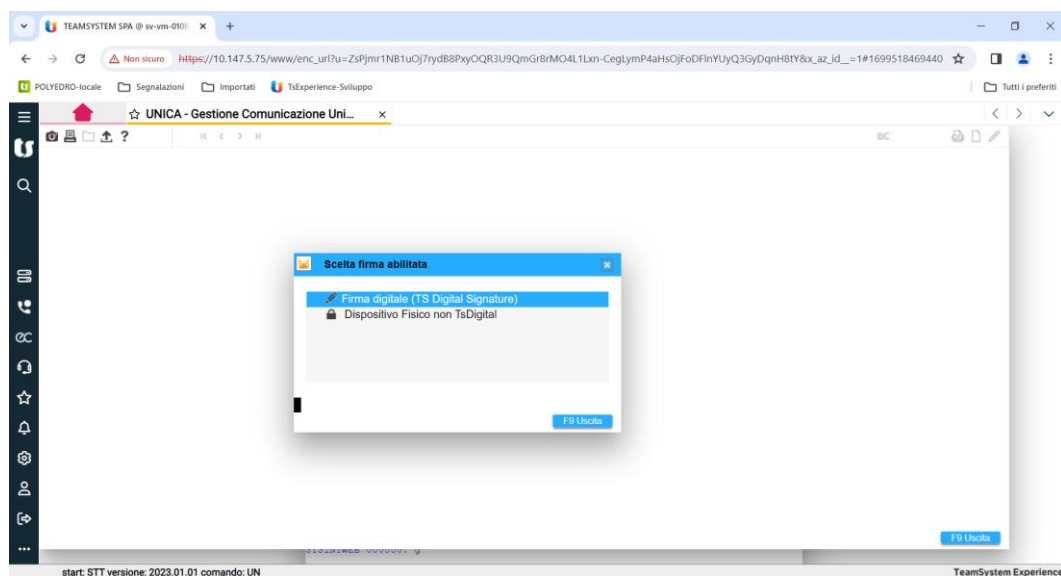 TEAMSYSTEM SPA @ sv-vm-0108
Non sicuro
https://10.147.5.75/www/enc_url?u=ZsPjmr1NB1uOj7rydB8PxyOQR3U9QmGr8rMO4L1Lxn-CegLymP4aHsOjFoDFlnYUyQ3GyDqnH8tY&x_az_id__=1#1699518469440
POLYEDRO-locale
Segnalazioni
Importati
TsExperience-Sviluppo
Tutti i preferiti
UNICA - Gestione Comunicazione Uni...
Scelta firma abilitata
Firma digitale (TS Digital Signature)
Dispositivo Fisico non TsDigital
F9 Uscita
F9 Uscita
start: STT versione: 2023.01.01 comando: UN
TeamSystem Experience